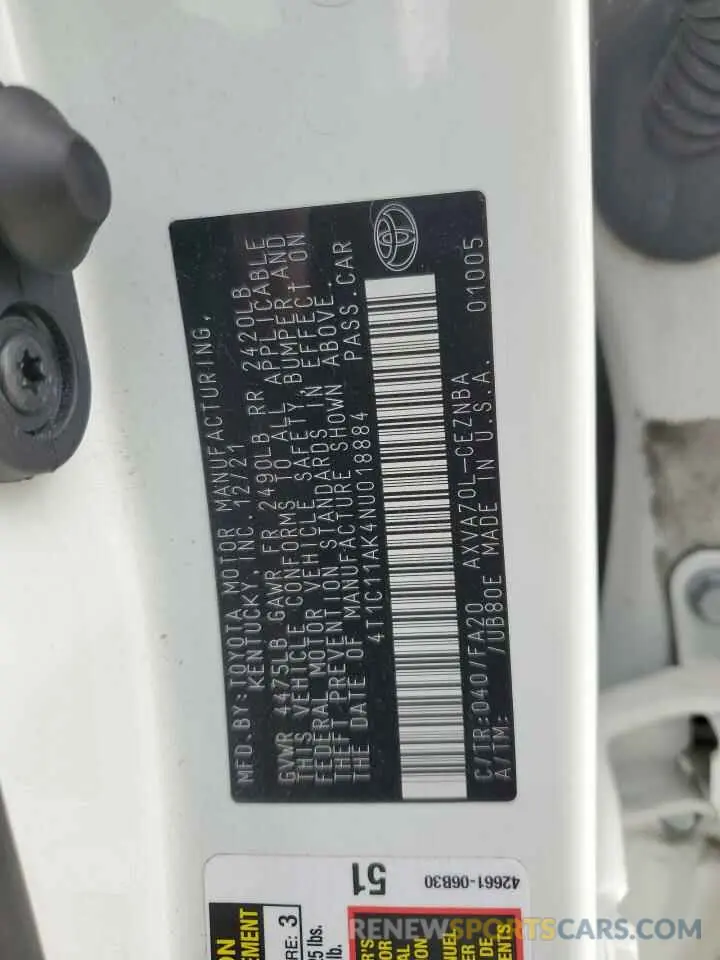 MFD.BY:TOYOTA MOTOR MANUFACTURING,
KENTUCKY, INC. 12/21
GVWR 4475LB GAWR FR 2490LB RR 2420LB
THIS VEHICLE CONFORMS TO ALL APPLICABLE
FEDERAL MOTOR VEHICLE SAFETY, BUMPER, AND
THEFT PREVENTION STANDARDS IN EFFECT ON
THE DATE OF MANUFACTURE SHOWN ABOVE.
4T1C11AK4NU018884 PASS.CAR
C/TR:040/FA20 AXVA70L-CEZNBA 01005
A/TM: /UB80E MADE IN U.S.A.
51
42661-06B30
3
RENEWSPORTSCARS.COM